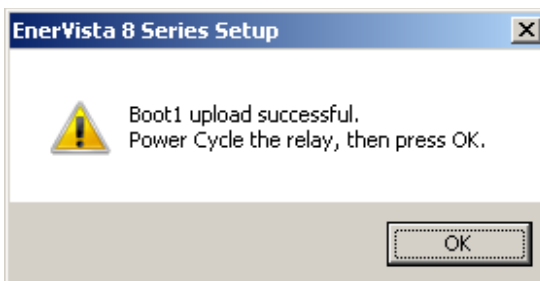 EnerVista 8 Series Setup
Boot1 upload successful.
Power Cycle the relay, then press OK.
OK